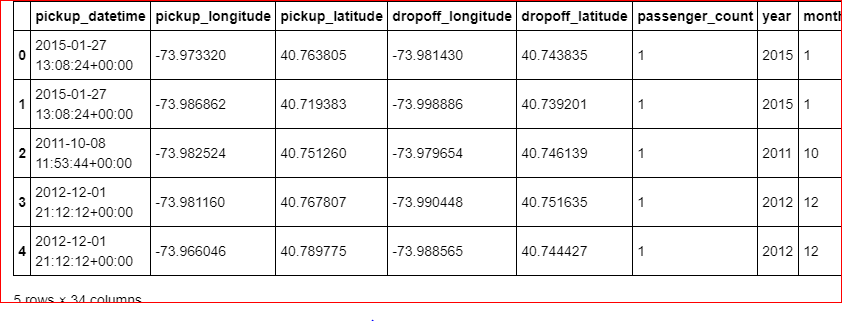 pickup_datetime pickup_longitude pickup_latitude dropoff_longitude dropoff_latitude passenger_count year month
0 2015-01-27 13:08:24+00:00 -73.973320 40.763805 -73.981430 40.743835 1 2015 1
1 2015-01-27 13:08:24+00:00 -73.986862 40.719383 -73.998886 40.739201 1 2015 1
2 2011-10-08 11:53:44+00:00 -73.982524 40.751260 -73.979654 40.746139 1 2011 10
3 2012-12-01 21:12:12+00:00 -73.981160 40.767807 -73.990448 40.751635 1 2012 12
4 2012-12-01 21:12:12+00:00 -73.966046 40.789775 -73.988565 40.744427 1 2012 12
5 rows × 34 columns